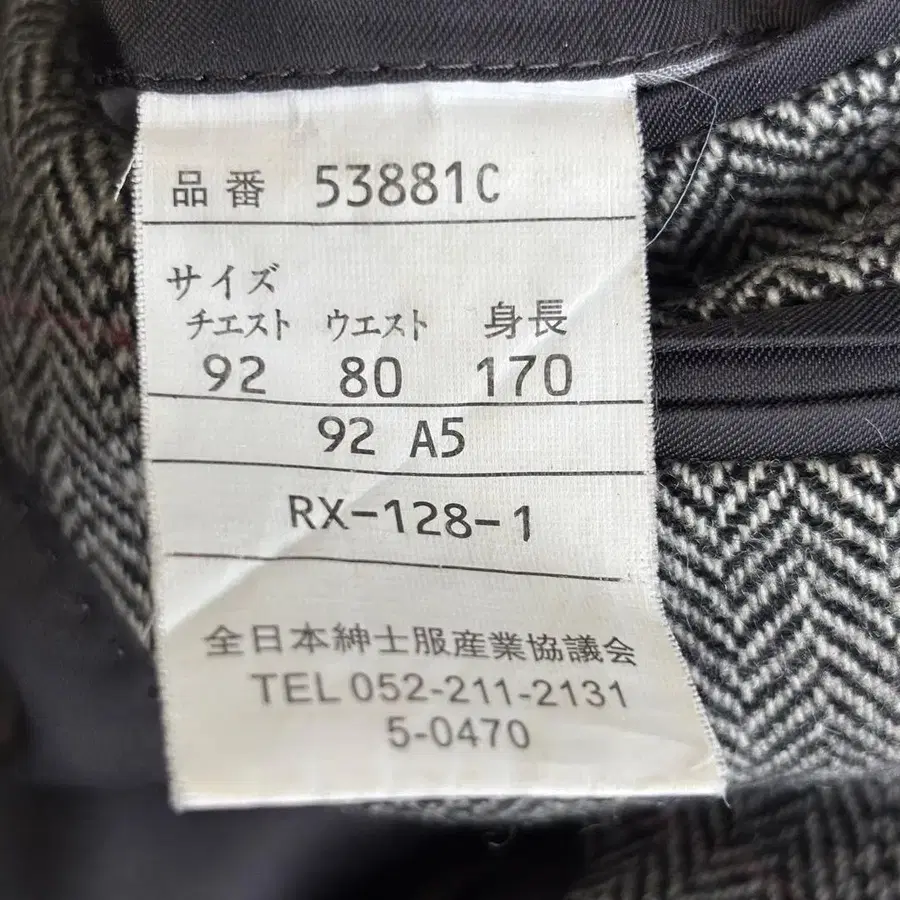 品番 53881C
サイズ
チエスト ウエスト 身長
92 80 170
92 A5
RX-128-1
全日本紳士服産業協議会
TEL 052-211-2131
5-0470